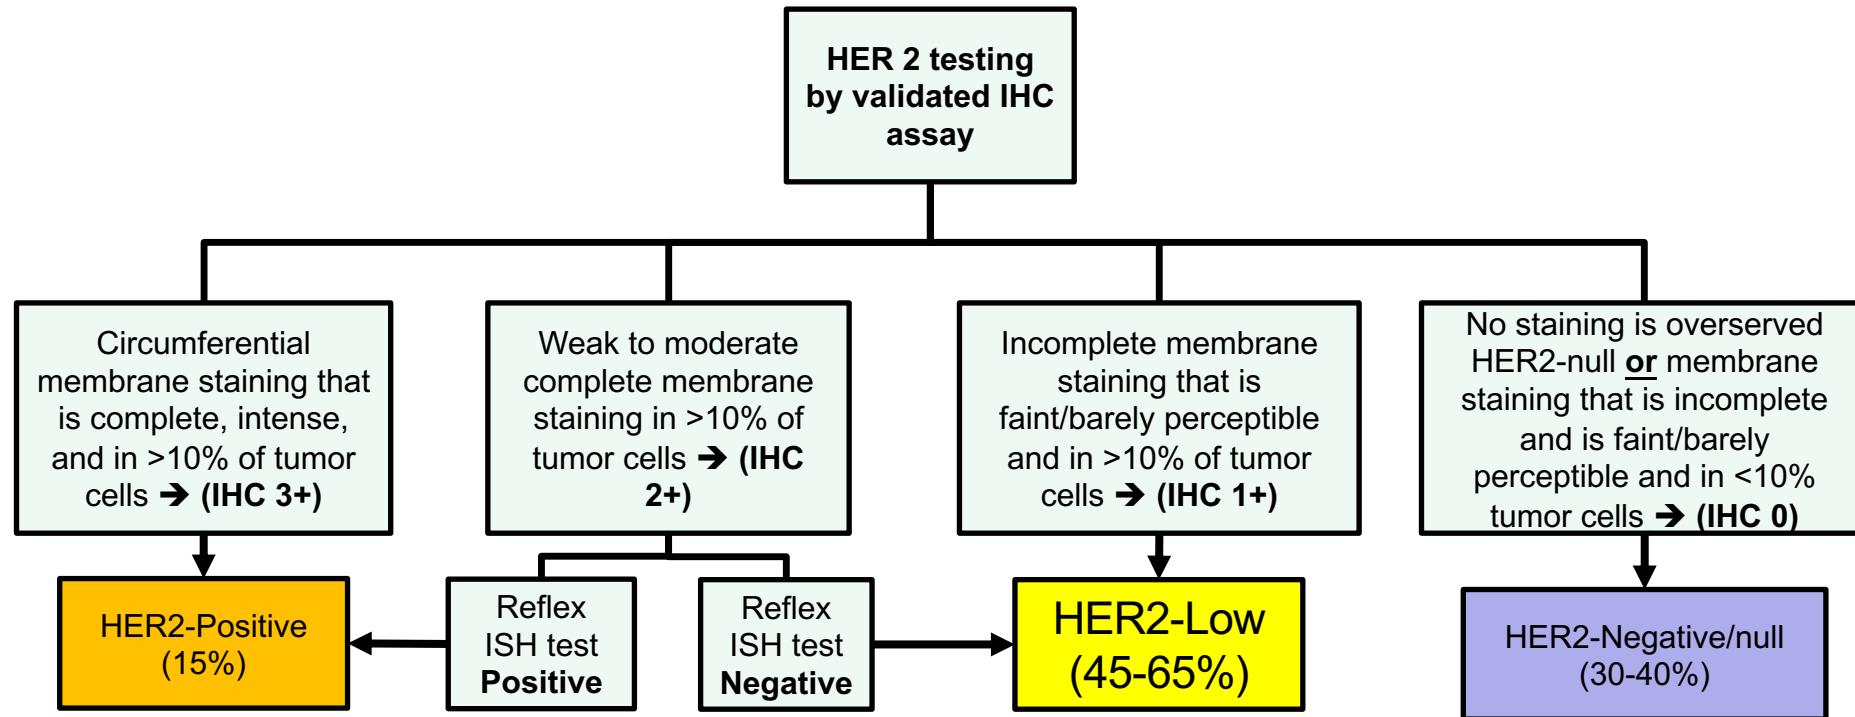 HER 2 testing
by validated IHC
assay
Circumferential
membrane staining that
is complete, intense,
and in >10% of tumor
cells ➔ (IHC 3+)
Weak to moderate
complete membrane
staining in >10% of
tumor cells ➔ (IHC
2+)
Incomplete membrane
staining that is
faint/barely perceptible
and in >10% of tumor
cells ➔ (IHC 1+)
No staining is overserved
HER2-null or membrane
staining that is incomplete
and is faint/barely
perceptible and in <10%
tumor cells ➔ (IHC 0)
HER2-Positive
(15%)
Reflex
ISH test
Positive
Reflex
ISH test
Negative
HER2-Low
(45-65%)
HER2-Negative/null
(30-40%)